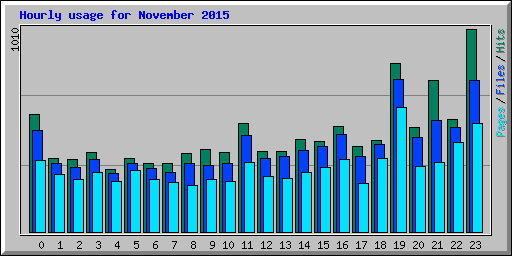 Hourly usage for November 2015
1010
Pages/Files/Hits
0 1 2 3 4 5 6 7 8 9 10 11 12 13 14 15 16 17 18 19 20 21 22 23